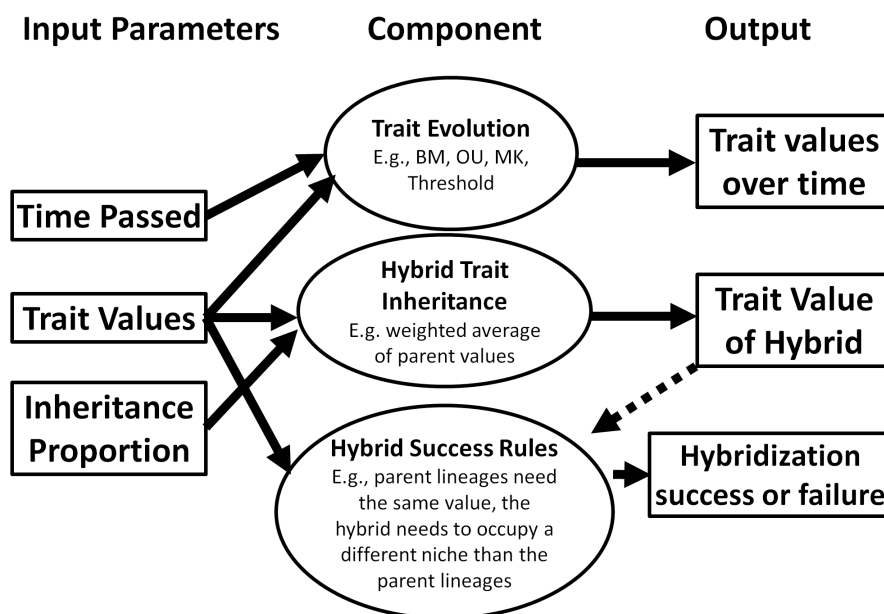 Input Parameters
Component
Output
Time Passed
Trait Values
Inheritance
Proportion
Trait Evolution
E.g., BM, OU, MK,
Threshold
Hybrid Trait
Inheritance
E.g. weighted average
of parent values
Hybrid Success Rules
E.g., parent lineages need
the same value, the
hybrid needs to occupy a
different niche than the
parent lineages
Trait values
over time
Trait Value
of Hybrid
Hybridization
success or failure